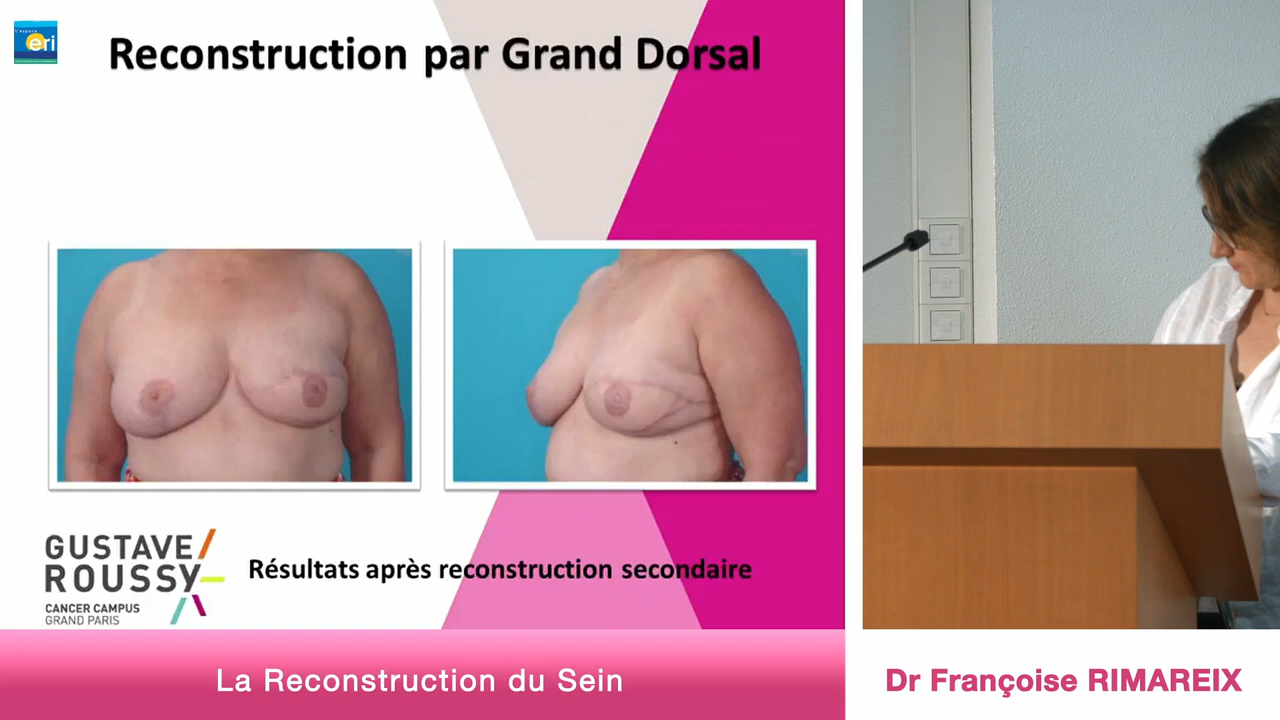 l'espace
eri
Reconstruction par Grand Dorsal
GUSTAVE
ROUSSY
CANCER CAMPUS
GRAND PARIS
Résultats après reconstruction secondaire
La Reconstruction du Sein
Dr Françoise RIMAREIX